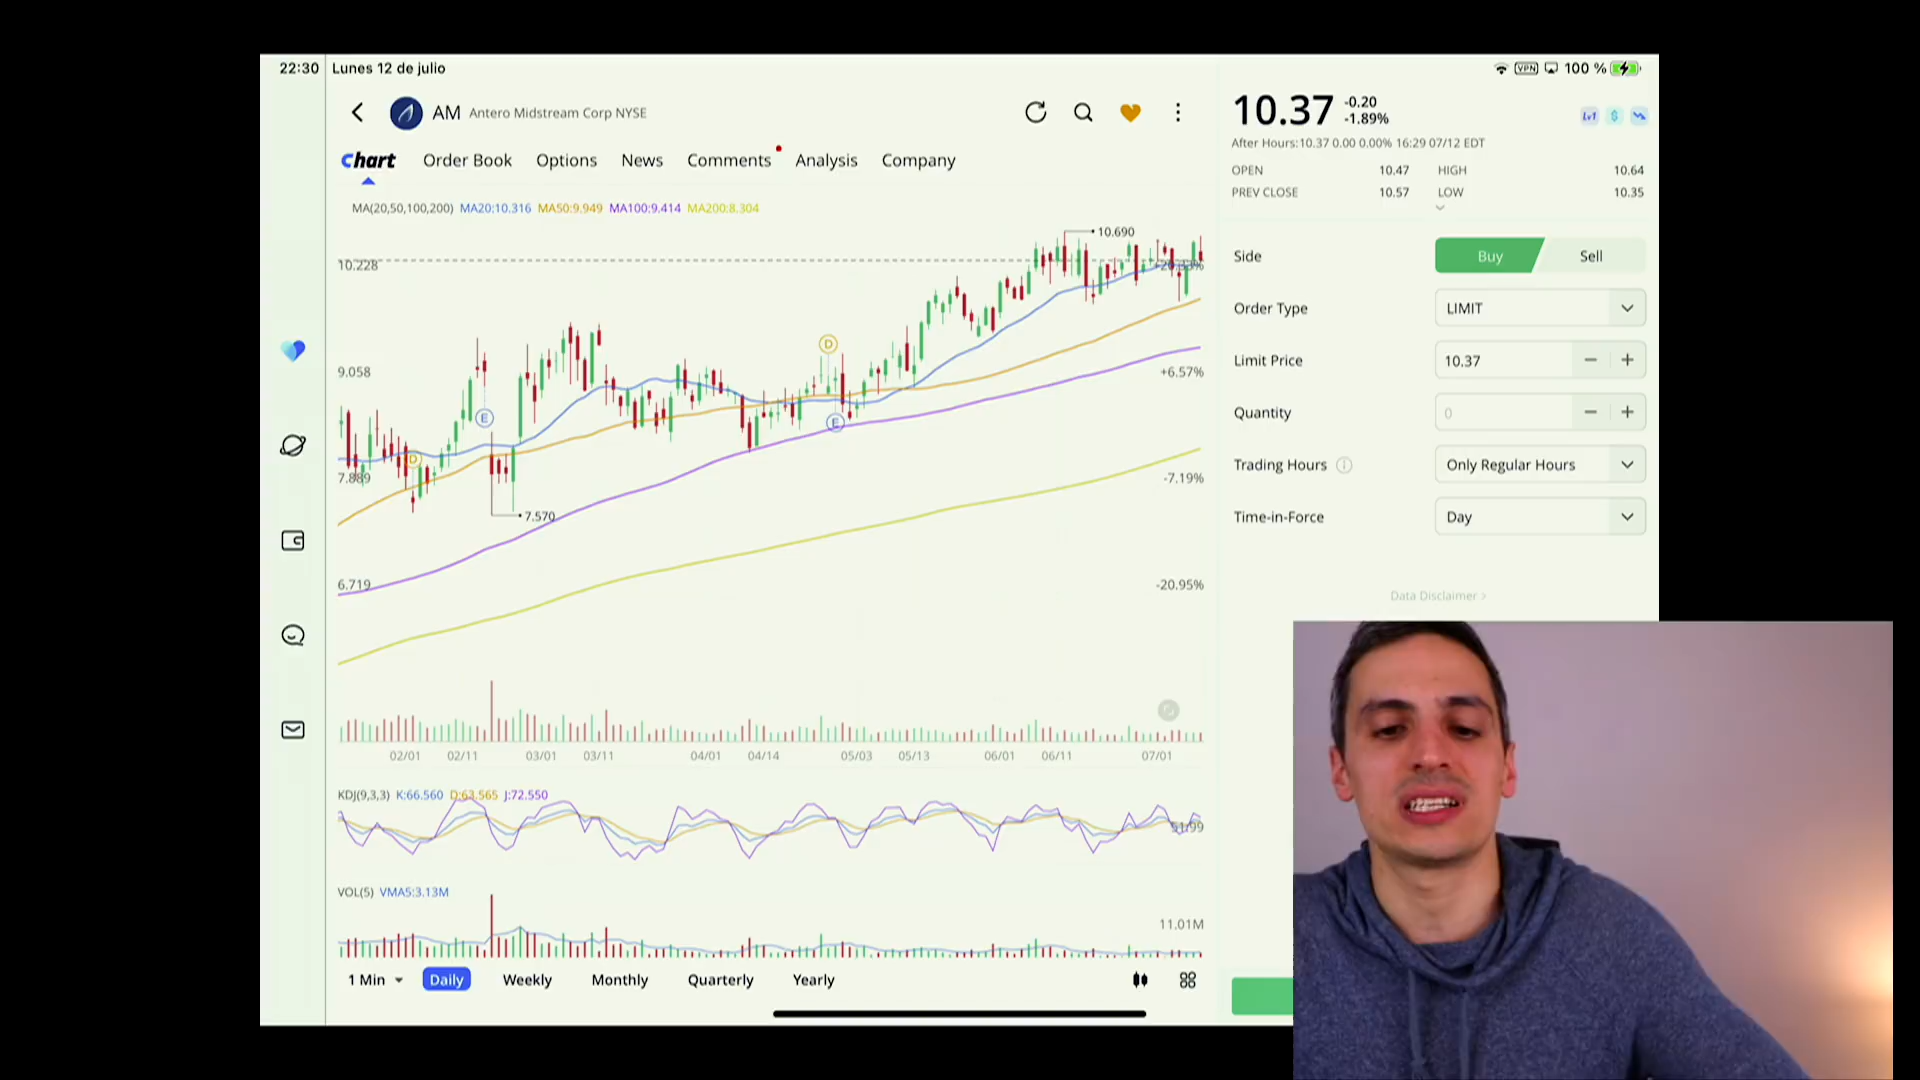 22:30 Lunes 12 de julio
VPN 100 %
AM Antero Midstream Corp NYSE
Chart Order Book Options News Comments Analysis Company
MA(20,50,100,200) MA20:10.316 MA50:9.949 MA100:9.414 MA200:8.304
10.690
10.228
9.058 +6.57%
D
E
E
D
7.889 -7.19%
7.570
6.719 -20.95%
02/01 02/11 03/01 03/11 04/01 04/14 05/03 05/13 06/01 06/11 07/01
KDJ(9,3,3) K:66.560 D:63.565 J:72.550
51.99
VOL(5) VMA5:3.13M
11.01M
1 Min Daily Weekly Monthly Quarterly Yearly
10.37 -0.20
-1.89%
Lv1 $
After Hours:10.37 0.00 0.00% 16:29 07/12 EDT
OPEN 10.47 HIGH 10.64
PREV CLOSE 10.57 LOW 10.35
Side Buy Sell
Order Type LIMIT
Limit Price 10.37
Quantity 0
Trading Hours Only Regular Hours
Time-in-Force Day
Data Disclaimer >